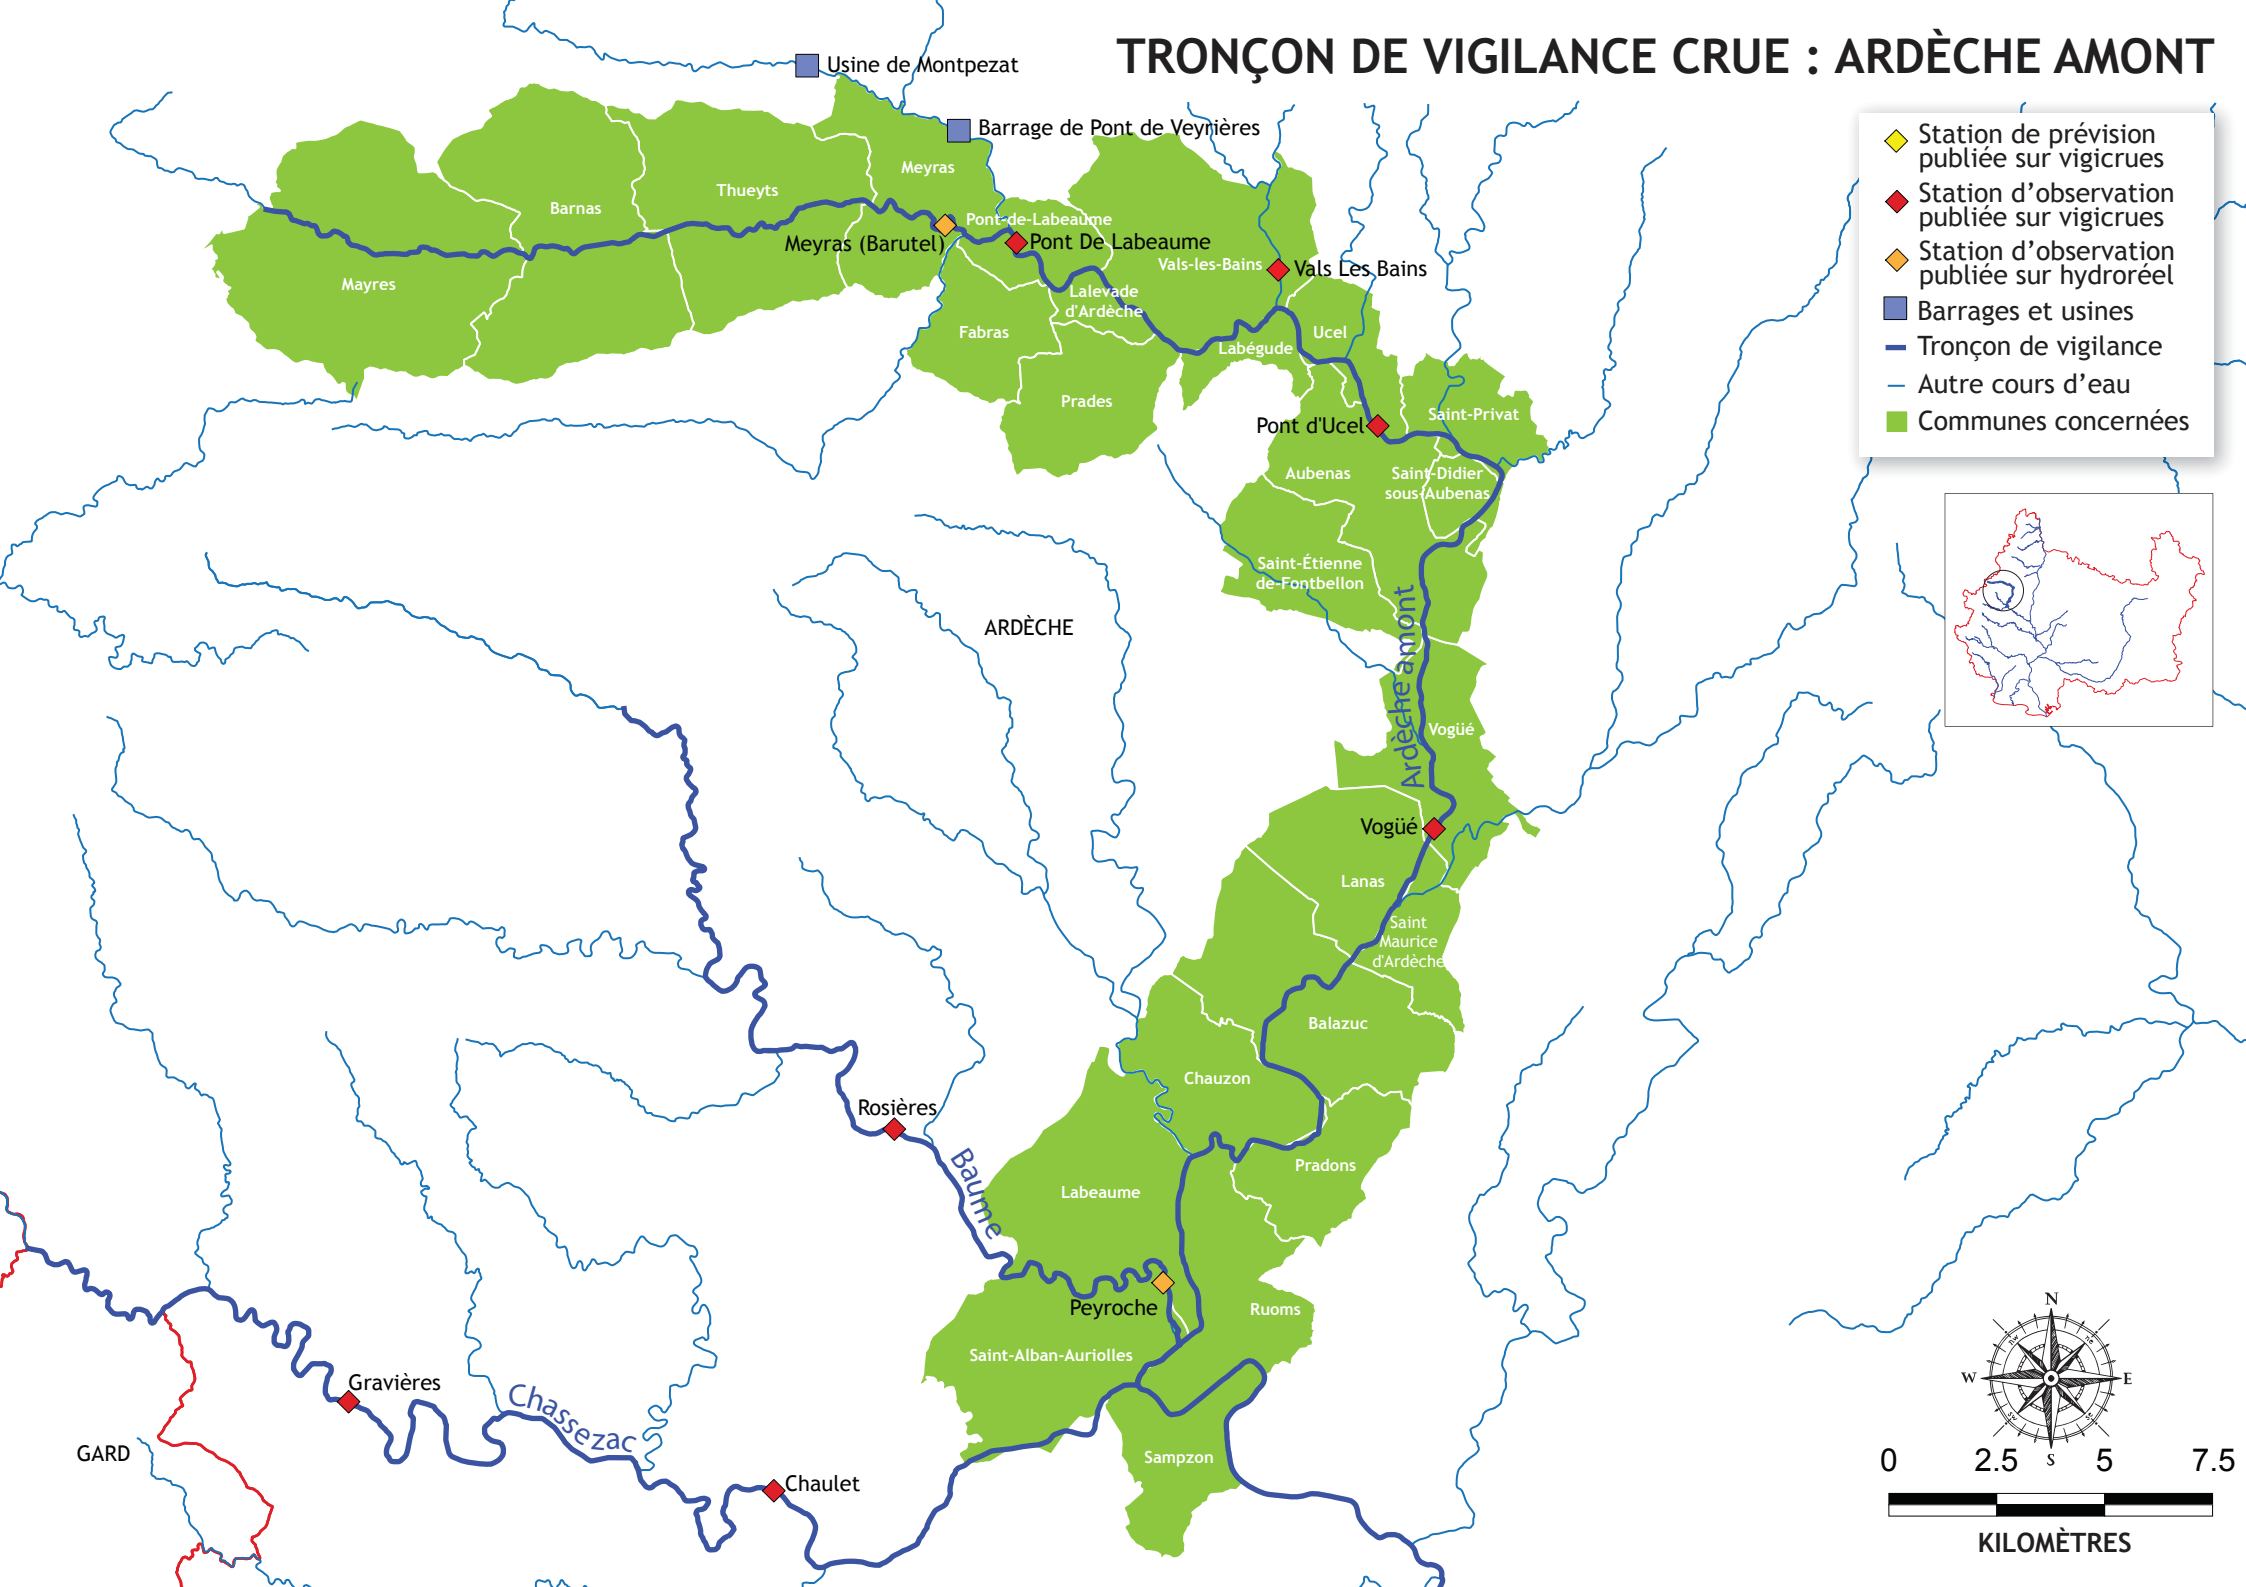 TRONÇON DE VIGILANCE CRUE : ARDÈCHE AMONT
Usine de Montpezat
Barrage de Pont de Veyrières
Station de prévision
publiée sur vigicrues
Station d’observation
publiée sur vigicrues
Station d’observation
publiée sur hydroréel
Barrages et usines
Tronçon de vigilance
Autre cours d’eau
Communes concernées
Meyras
Thueyts
Barnas
Pont-de-Labeaume
Meyras (Barutel)
Pont De Labeaume
Vals-les-Bains
Vals Les Bains
Mayres
Lalevade
d'Ardèche
Fabras
Ucel
Labégude
Prades
Saint-Privat
Pont d'Ucel
Aubenas
Saint-Didier
sous-Aubenas
Saint-Étienne
de-Fontbellon
ARDÈCHE
Ardèche amont
Vogüé
Vogüé
Lanas
Saint
Maurice
d'Ardèche
Balazuc
Chauzon
Rosières
Pradons
Baume
Labeaume
Peyroche
Ruoms
Saint-Alban-Auriolles
Gravières
Chassezac
GARD
Sampzon
Chaulet
N
nw
ne
W
E
sw
se
S
0 2.5 5 7.5
KILOMÈTRES